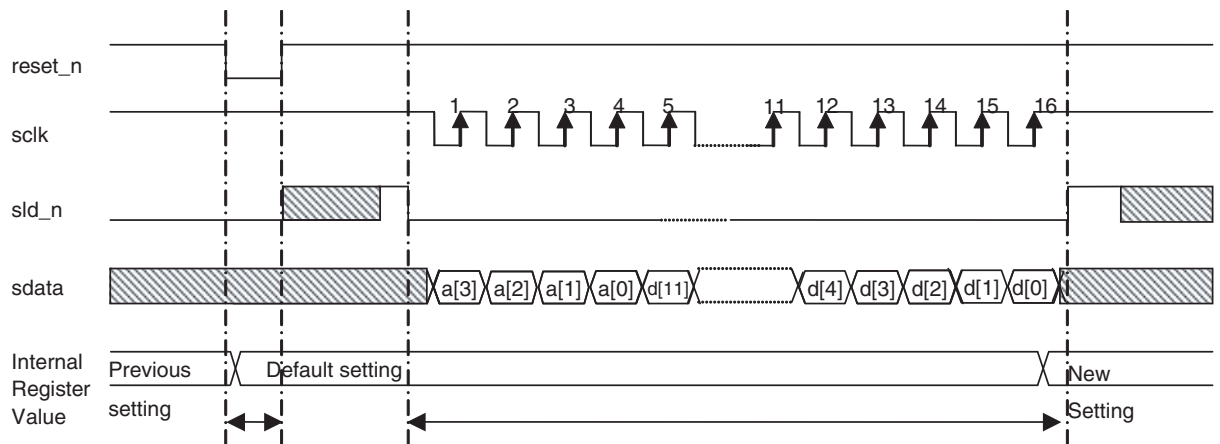 reset_n
1 2 3 4 5 11 12 13 14 15 16
sclk
sld_n
sdata
a[3] a[2] a[1] a[0] d[11] d[4] d[3] d[2] d[1] d[0]
Internal Register Value
Previous setting
Default setting
New Setting